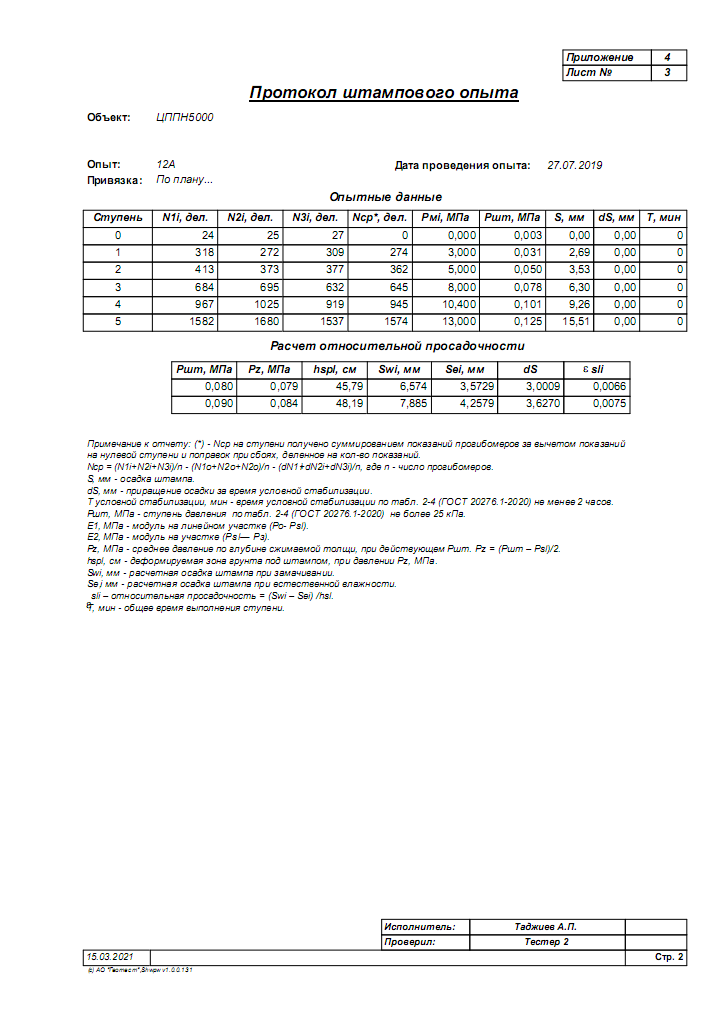 Приложение 4
Лист № 3
Протокол штампового опыта
Объект: ЦППН5000
Опыт: 12А Дата проведения опыта: 27.07.2019
Привязка: По плану...
Опытные данные
Ступень N1i, дел. N2i, дел. N3i, дел. Nср*, дел. Pмi, МПа Pшт, МПа S, мм dS, мм T, мин
0 24 25 27 0 0,000 0,003 0,00 0,00 0
1 318 272 309 274 3,000 0,031 2,69 0,00 0
2 413 373 377 362 5,000 0,050 3,53 0,00 0
3 684 695 632 645 8,000 0,078 6,30 0,00 0
4 967 1025 919 945 10,400 0,101 9,26 0,00 0
5 1582 1680 1537 1574 13,000 0,125 15,51 0,00 0
Расчет относительной просадочности
Pшт, МПа Pz, МПа hspl, см Swi, мм Sei, мм dS ε sli
0,080 0,079 45,79 6,574 3,5729 3,0009 0,0066
0,090 0,084 48,19 7,885 4,2579 3,6270 0,0075
Примечание к отчету: (*) - Nср на ступени получено суммированием показаний прогибомеров за вычетом показаний
на нулевой ступени и поправок при сбоях, деленное на кол-во показаний.
Nср = (N1i+N2i+N3i)/n - (N1o+N2o+N2o)/n - (dN1+dN2i+dN3i)/n, где n - число прогибомеров.
S, мм - осадка штампа.
dS, мм - приращение осадки за время условной стабилизации.
T условной стабилизации, мин - время условной стабилизации по табл. 2-4 (ГОСТ 20276.1-2020) не менее 2 часов.
Pшт, МПа - ступень давления по табл. 2-4 (ГОСТ 20276.1-2020) не более 25 кПа.
E1, МПа - модуль на линейном участке (Po- Psl).
E2, МПа - модуль на участке (Psl— Pз).
Pz, МПа - среднее давление по глубине сжимаемой толщи, при действующем Pшт. Pz = (Pшт – Psl)/2.
hspl, см - деформируемая зона грунта под штампом, при давлении Pz, МПа.
Swi, мм - расчетная осадка штампа при замачивании.
Sei мм - расчетная осадка штампа при естественной влажности.
sli – относительная просадочность = (Swi – Sei) /hsl.
ε
T, мин - общее время выполнения ступени.
Исполнитель: Таджиев А.П.
Проверил: Тестер 2
15.03.2021 Стр. 2
(c) АО "Геотест",Shwpw v1.0.0.131